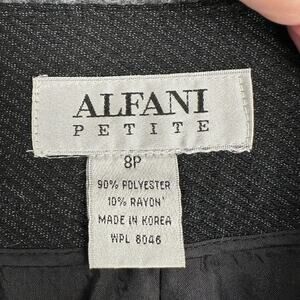 ALFANI
PETITE
8P
90% POLYESTER
10% RAYON
MADE IN KOREA
WPL 8046